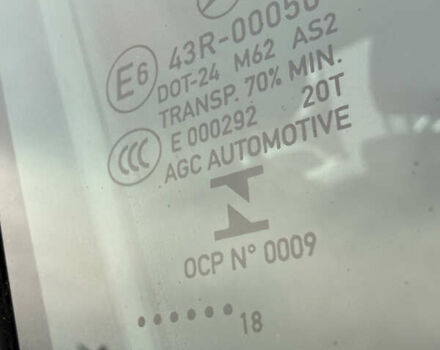 43R-00050
E6 DOT-24 M62 AS2
TRANSP. 70% MIN.
CCC E 000292 20T
AGC AUTOMOTIVE
OCP N° 0009
...... 18